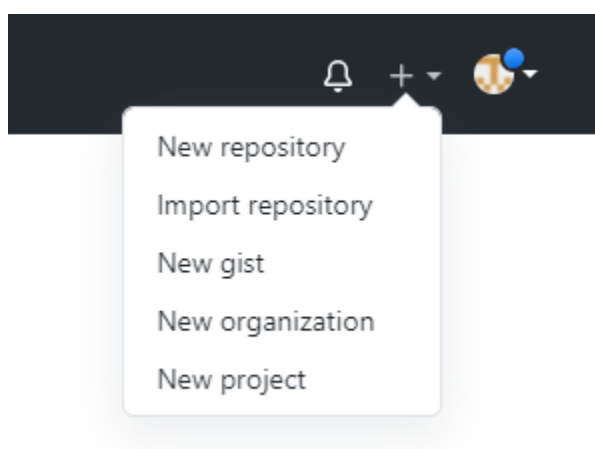 New repository
Import repository
New gist
New organization
New project